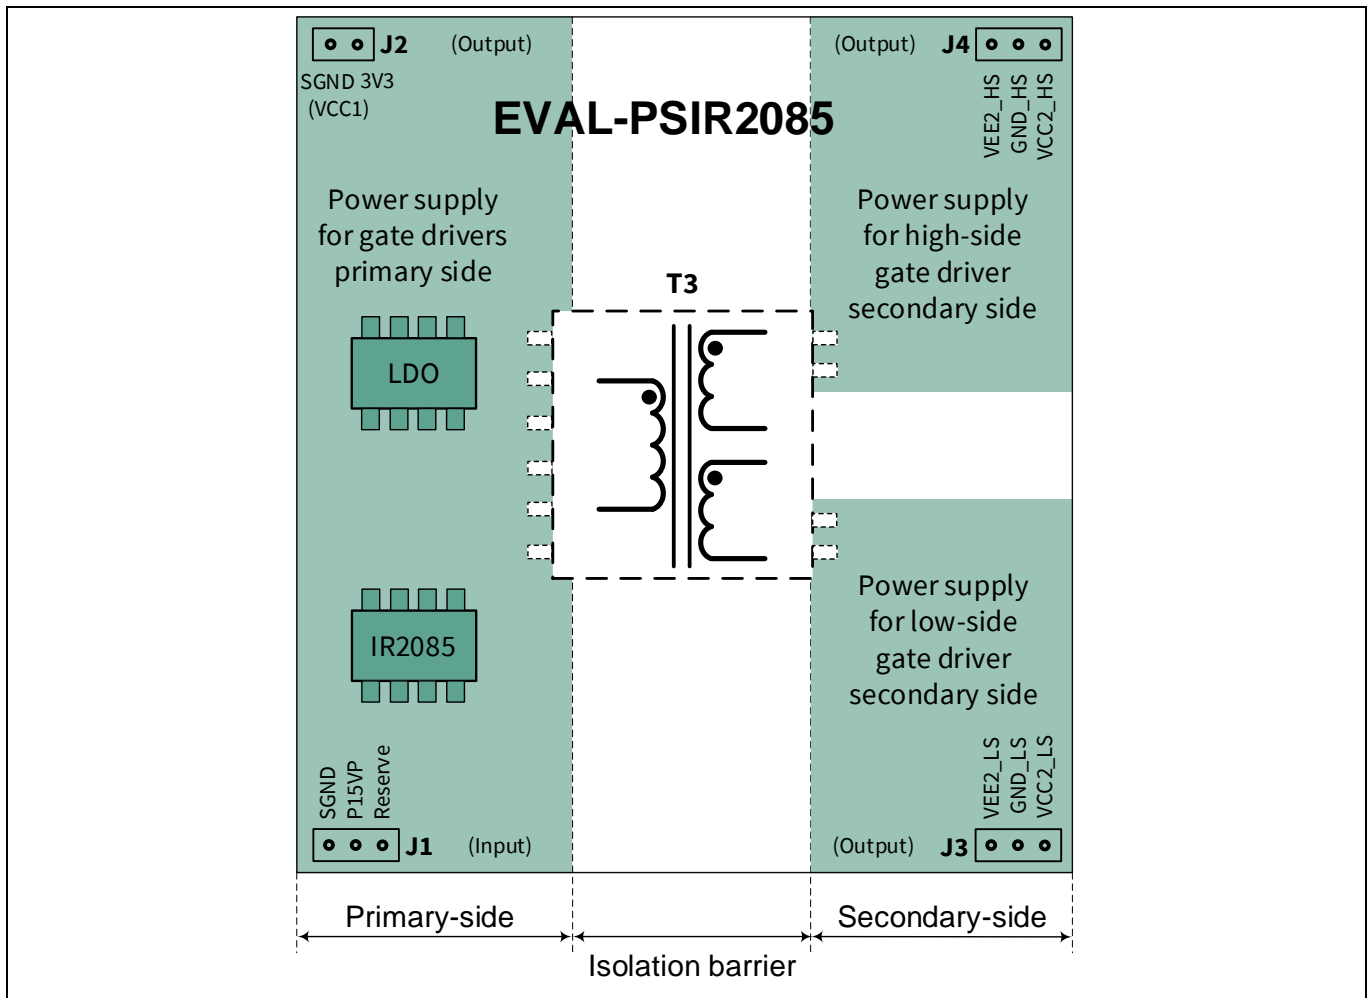 J2
(Output)
(Output)
J4
SGND 3V3
(VCC1)
VEE2_HS
GND_HS
VCC2_HS
EVAL-PSIR2085
Power supply
for gate drivers
primary side
Power supply
for high-side
gate driver
secondary side
T3
LDO
IR2085
Power supply
for low-side
gate driver
secondary side
SGND
P15VP
Reserve
VEE2_LS
GND_LS
VCC2_LS
J1
(Input)
(Output)
J3
Primary-side
Secondary-side
Isolation barrier